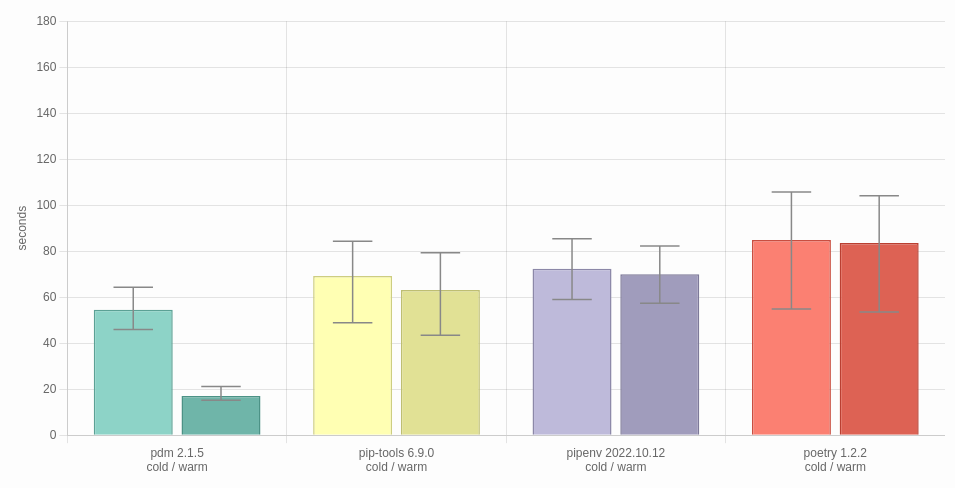 180
160
140
120
100
80
60
40
20
0
seconds
pdm 2.1.5
cold / warm
pip-tools 6.9.0
cold / warm
pipenv 2022.10.12
cold / warm
poetry 1.2.2
cold / warm